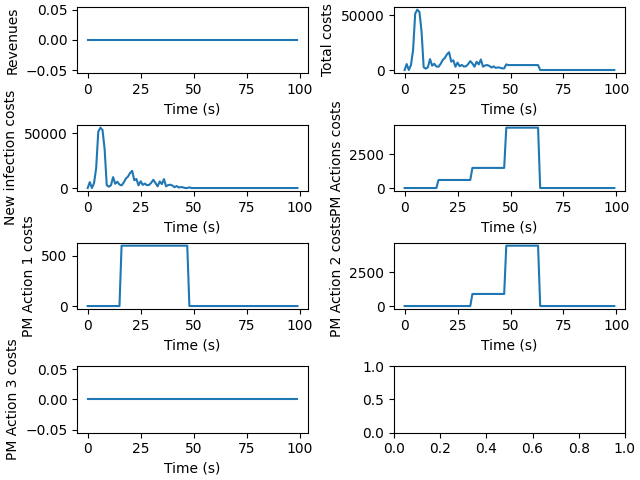 Revenues
0.05
0.00
−0.05
0 25 50 75 100
Time (s)
Total costs
50000
0
0 25 50 75 100
Time (s)
New infection costs
50000
0
0 25 50 75 100
Time (s)
PM Actions costs
2500
0
0 25 50 75 100
Time (s)
PM Action 1 costs
500
0
0 25 50 75 100
Time (s)
PM Action 2 costs
2500
0
0 25 50 75 100
Time (s)
PM Action 3 costs
0.05
0.00
−0.05
0 25 50 75 100
Time (s)
1.0
0.5
0.0
0.0 0.2 0.4 0.6 0.8 1.0